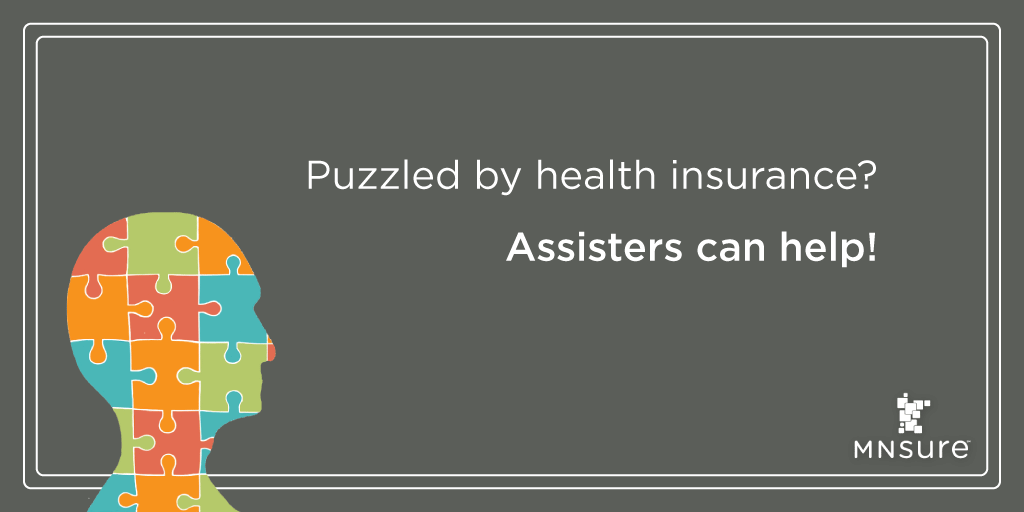 Puzzled by health insurance?
Assisters can help!
MNsure